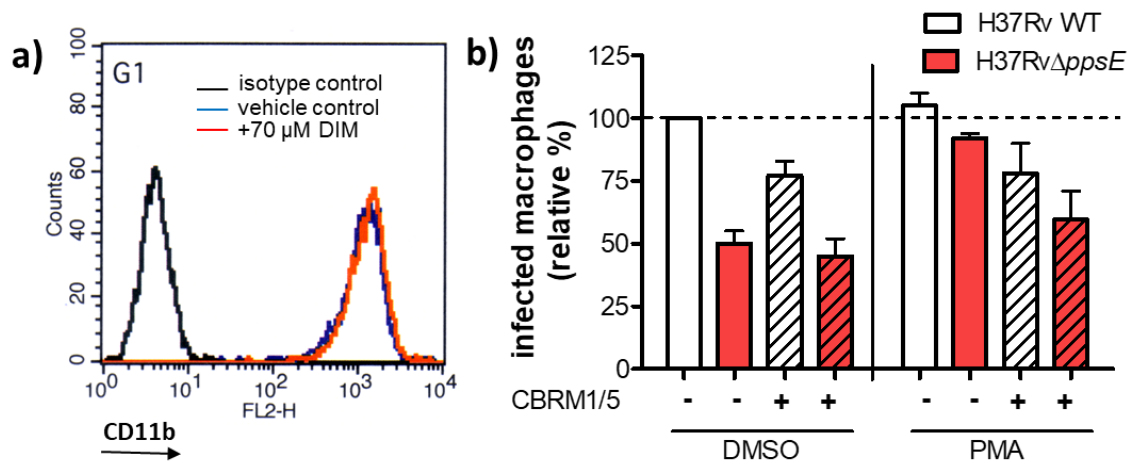 a)
G1
isotype control
vehicle control
+70 µM DIM
Counts
100
80
60
40
20
0
10⁰ 10¹ 10² 10³ 10⁴
FL2-H
CD11b
b)
H37Rv WT
H37RvΔppsE
infected macrophages
(relative %)
125
100
75
50
25
0
CBRM1/5 - - + + - - + +
DMSO PMA